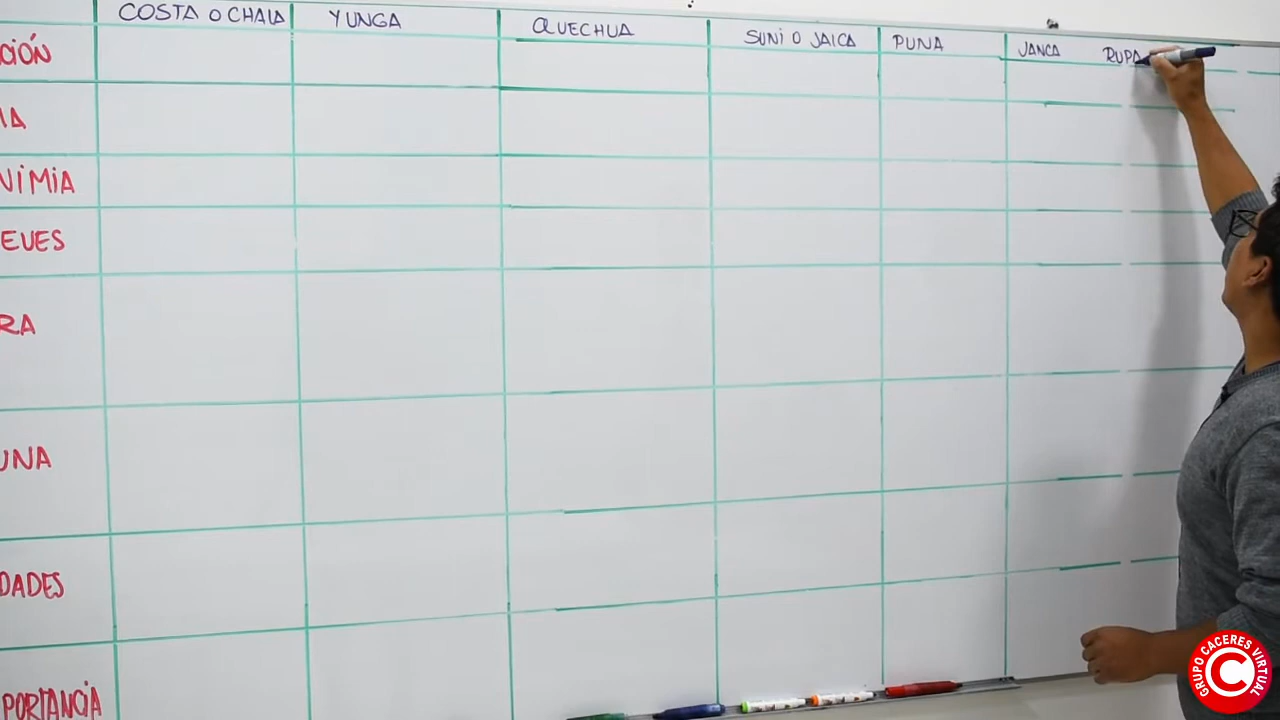 COSTA O CHALA YUNGA QUECHUA SUNI O JALCA PUNA JANCA RUPA
CIÓN
IA
NIMIA
EVES
RA
UNA
DADES
PORTANCIA
GRUPO CACERES VIRTUAL
C